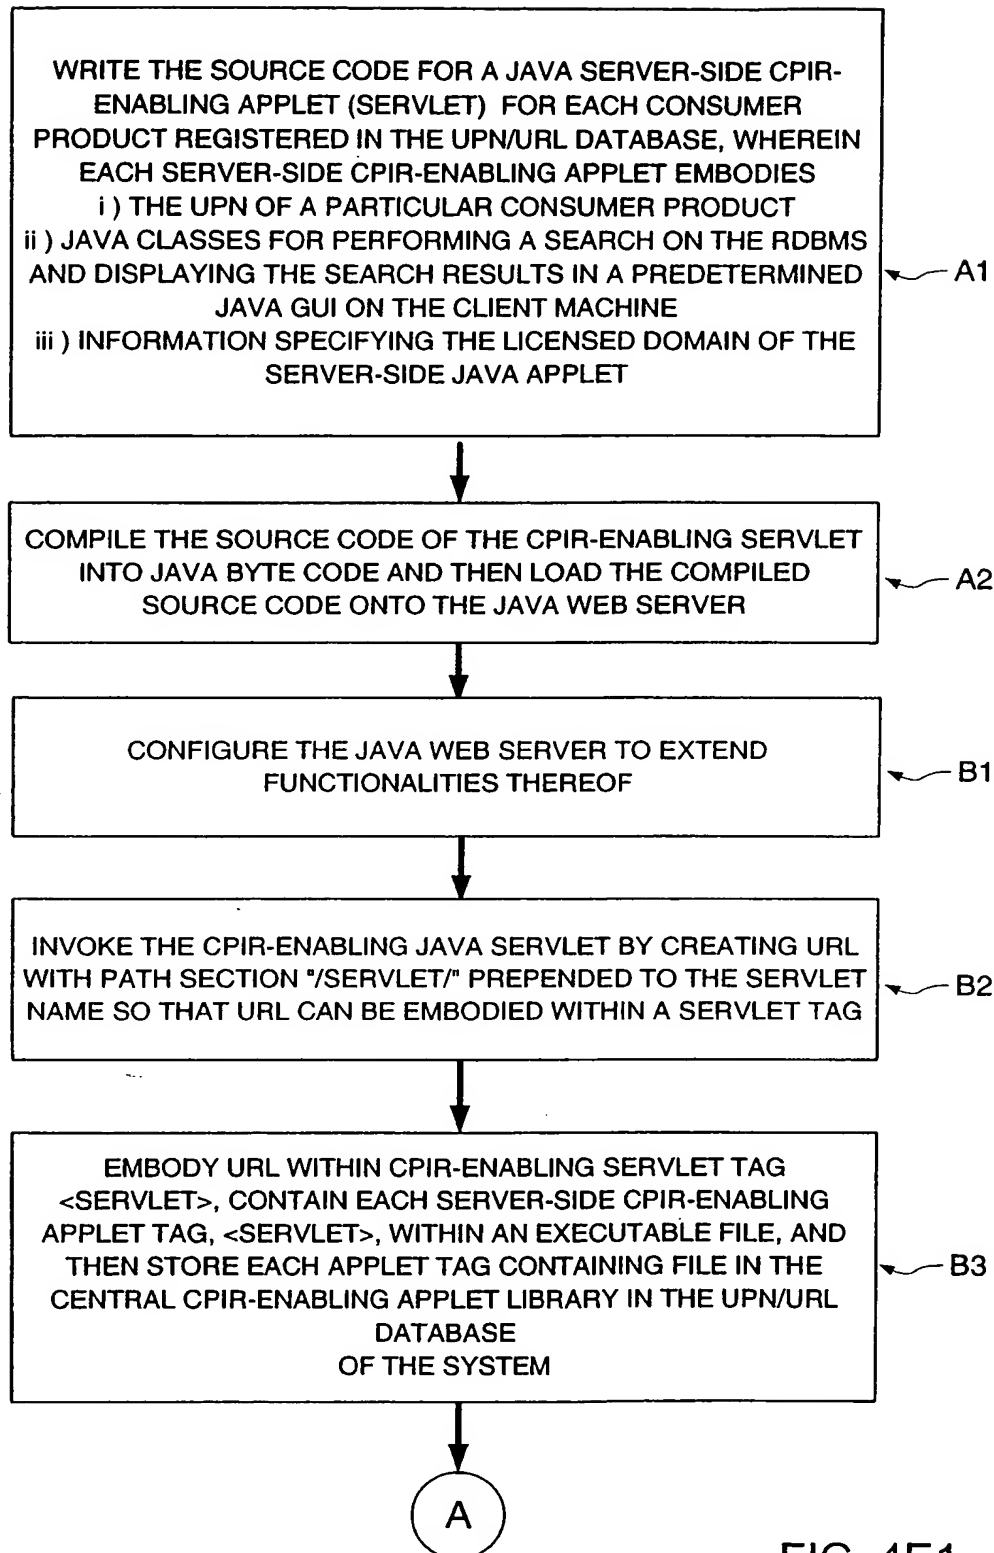 WRITE THE SOURCE CODE FOR A JAVA SERVER-SIDE CPIR-
ENABLING APPLET (SERVLET) FOR EACH CONSUMER
PRODUCT REGISTERED IN THE UPN/URL DATABASE, WHEREIN
EACH SERVER-SIDE CPIR-ENABLING APPLET EMBODIES
i ) THE UPN OF A PARTICULAR CONSUMER PRODUCT
ii ) JAVA CLASSES FOR PERFORMING A SEARCH ON THE RDBMS
AND DISPLAYING THE SEARCH RESULTS IN A PREDETERMINED
JAVA GUI ON THE CLIENT MACHINE
iii ) INFORMATION SPECIFYING THE LICENSED DOMAIN OF THE
SERVER-SIDE JAVA APPLET
A1
COMPILE THE SOURCE CODE OF THE CPIR-ENABLING SERVLET
INTO JAVA BYTE CODE AND THEN LOAD THE COMPILED
SOURCE CODE ONTO THE JAVA WEB SERVER
A2
CONFIGURE THE JAVA WEB SERVER TO EXTEND
FUNCTIONALITIES THEREOF
B1
INVOKE THE CPIR-ENABLING JAVA SERVLET BY CREATING URL
WITH PATH SECTION "/SERVLET/" PREPENDED TO THE SERVLET
NAME SO THAT URL CAN BE EMBODIED WITHIN A SERVLET TAG
B2
EMBODY URL WITHIN CPIR-ENABLING SERVLET TAG
<SERVLET>, CONTAIN EACH SERVER-SIDE CPIR-ENABLING
APPLET TAG, <SERVLET>, WITHIN AN EXECUTABLE FILE, AND
THEN STORE EACH APPLET TAG CONTAINING FILE IN THE
CENTRAL CPIR-ENABLING APPLET LIBRARY IN THE UPN/URL
DATABASE
OF THE SYSTEM
B3
A
FIG. 4E1